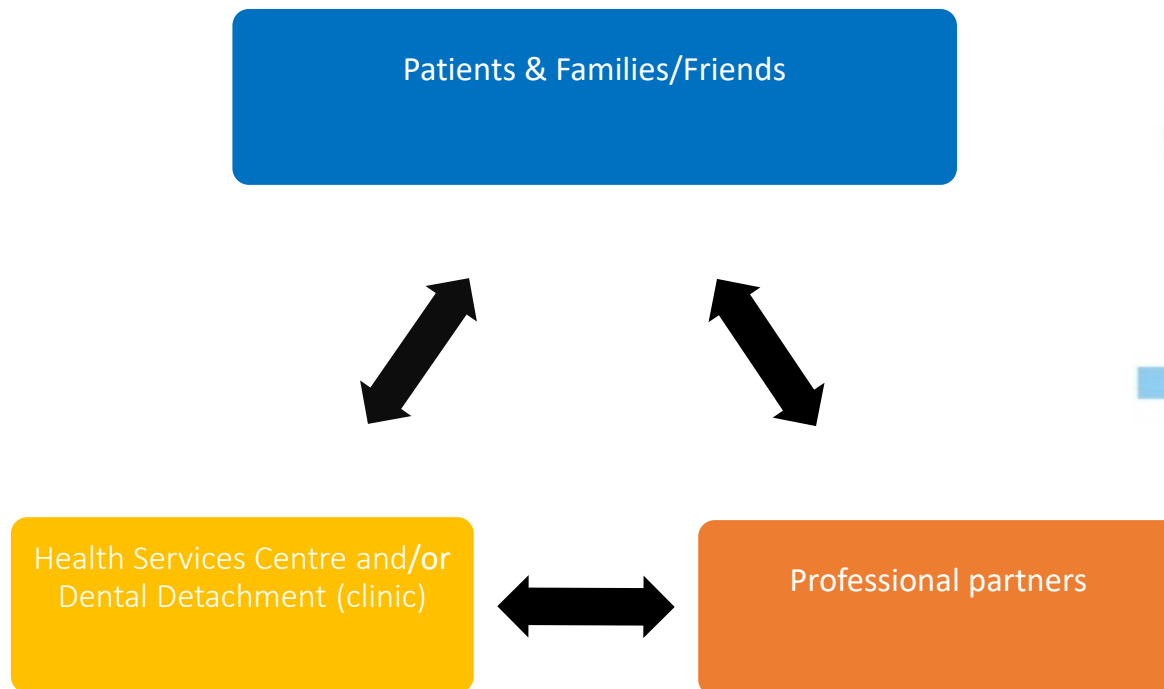 Patients & Families/Friends
Health Services Centre and/or
Dental Detachment (clinic)
Professional partners